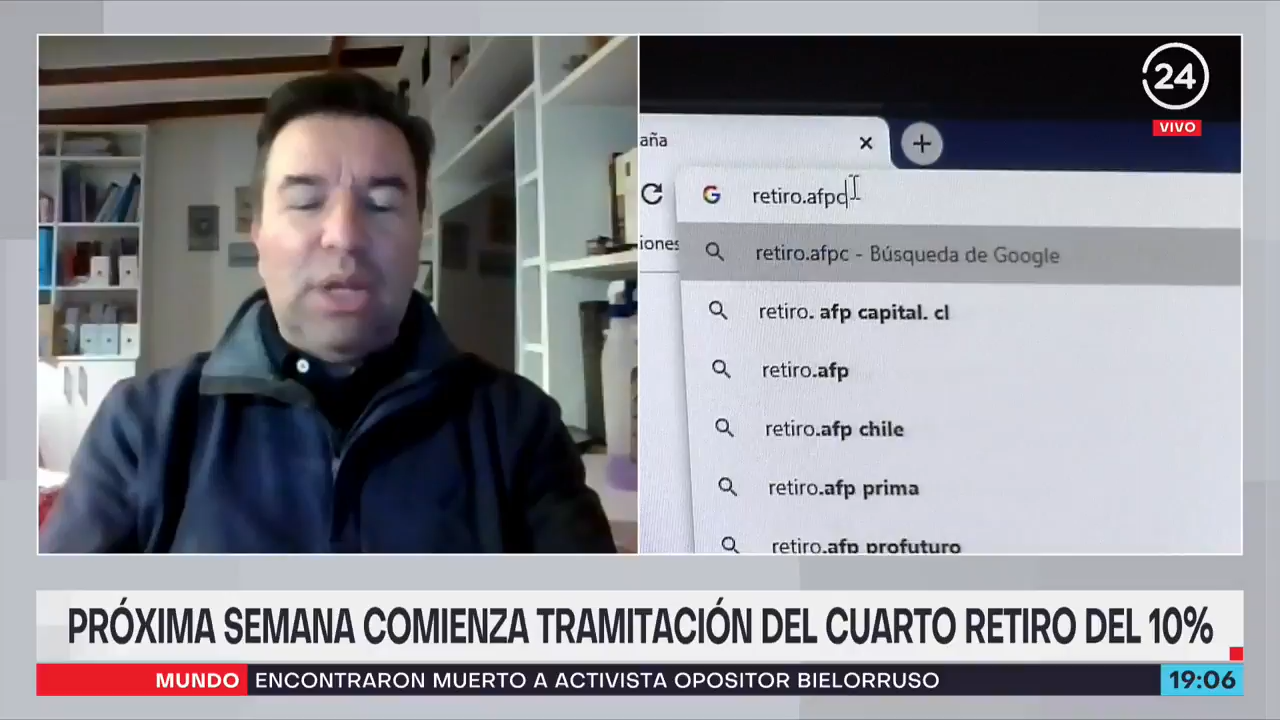 24
VIVO
aña
retiro.afpc
iones
retiro.afpc - Búsqueda de Google
retiro. afp capital. cl
retiro.afp
retiro.afp chile
retiro.afp prima
retiro.afp profuturo
PRÓXIMA SEMANA COMIENZA TRAMITACIÓN DEL CUARTO RETIRO DEL 10%
MUNDO ENCONTRARON MUERTO A ACTIVISTA OPOSITOR BIELORRUSO 19:06